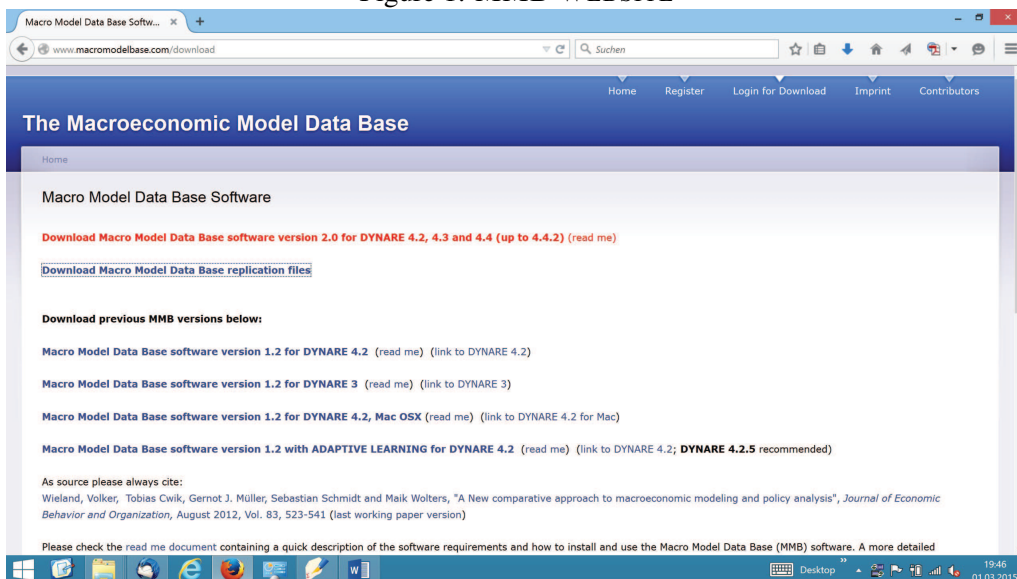 Figure 1: MMB WEBSITE
Macro Model Data Base Softw... × +
www.macromodelbase.com/download
Suchen
Home Register Login for Download Imprint Contributors
The Macroeconomic Model Data Base
Home
Macro Model Data Base Software
Download Macro Model Data Base software version 2.0 for DYNARE 4.2, 4.3 and 4.4 (up to 4.4.2) (read me)
Download Macro Model Data Base replication files
Download previous MMB versions below:
Macro Model Data Base software version 1.2 for DYNARE 4.2 (read me) (link to DYNARE 4.2)
Macro Model Data Base software version 1.2 for DYNARE 3 (read me) (link to DYNARE 3)
Macro Model Data Base software version 1.2 for DYNARE 4.2, Mac OSX (read me) (link to DYNARE 4.2 for Mac)
Macro Model Data Base software version 1.2 with ADAPTIVE LEARNING for DYNARE 4.2 (read me) (link to DYNARE 4.2; DYNARE 4.2.5 recommended)
As source please always cite:
Wieland, Volker, Tobias Cwik, Gernot J. Müller, Sebastian Schmidt and Maik Wolters, "A New comparative approach to macroeconomic modeling and policy analysis", Journal of Economic
Behavior and Organization, August 2012, Vol. 83, 523-541 (last working paper version)
Please check the read me document containing a quick description of the software requirements and how to install and use the Macro Model Data Base (MMB) software. A more detailed
Desktop 19:46
01.03.2015